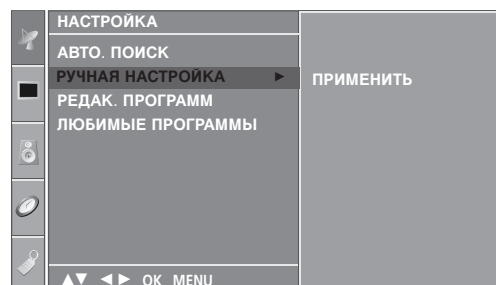 НАСТРОЙКА
АВТО. ПОИСК
РУЧНАЯ НАСТРОЙКА ►
ПРИМЕНИТЬ
РЕДАК. ПРОГРАММ
ЛЮБИМЫЕ ПРОГРАММЫ
▲▼ ◄► OK MENU